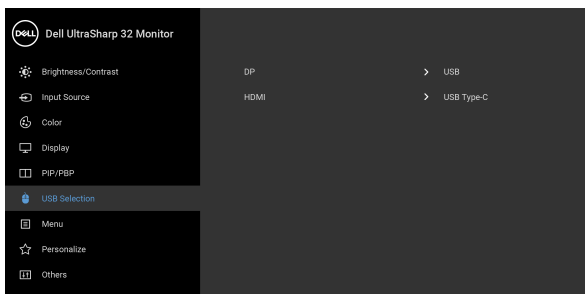 DELL Dell UltraSharp 32 Monitor
Brightness/Contrast DP USB
Input Source HDMI USB Type-C
Color
Display
PIP/PBP
USB Selection
Menu
Personalize
Others